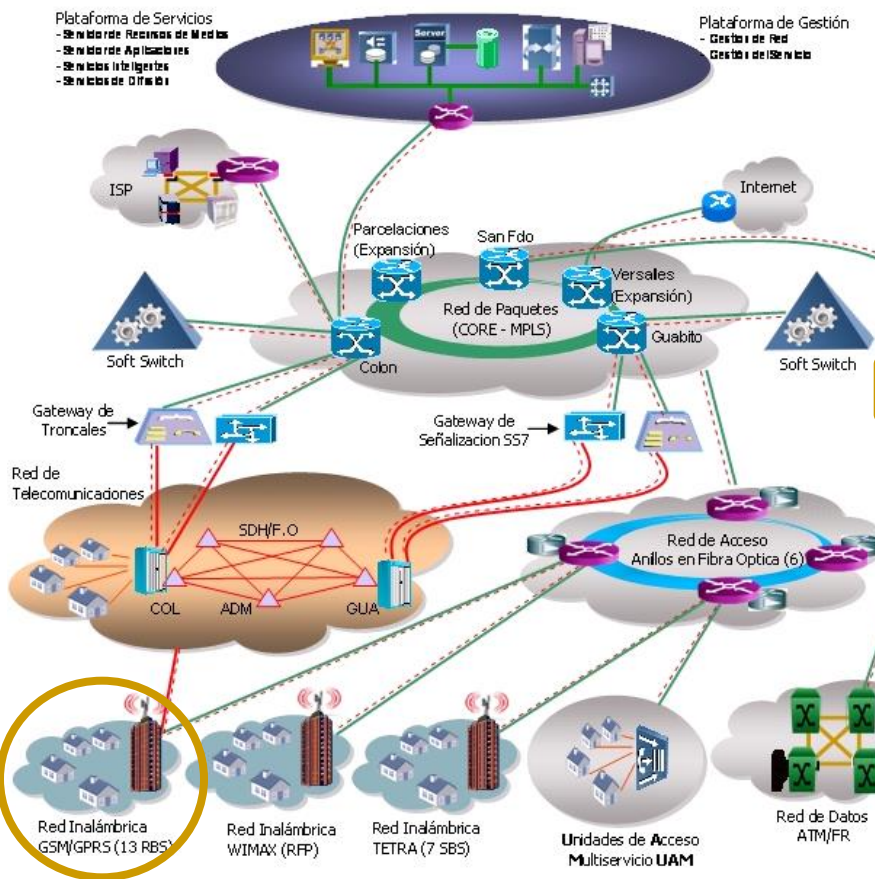 Plataforma de Servicios
- Servidor de Recursos de Medios
- Servidor de Aplicaciones
- Servicios Inteligentes
- Servicios de Difusión
Plataforma de Gestión
- Gestión de Red
Gestión del Servicio
Server
ISP
Internet
Parcelaciones
(Expansión)
San Fdo
Versalles
(Expansión)
Red de Paquetes
(CORE - MPLS)
Soft Switch
Colon
Guabito
Soft Switch
Gateway de
Troncales
Gateway de
Señalizacion SS7
Red de
Telecomunicaciones
SDH/F.O
COL
ADM
GUA
Red de Acceso
Anillos en Fibra Optica (6)
Red Inalámbrica
GSM/GPRS (13 RBS)
Red Inalámbrica
WIMAX (RFP)
Red Inalámbrica
TETRA (7 SBS)
Unidades de Acceso
Multiservicio UAM
Red de Datos
ATM/FR